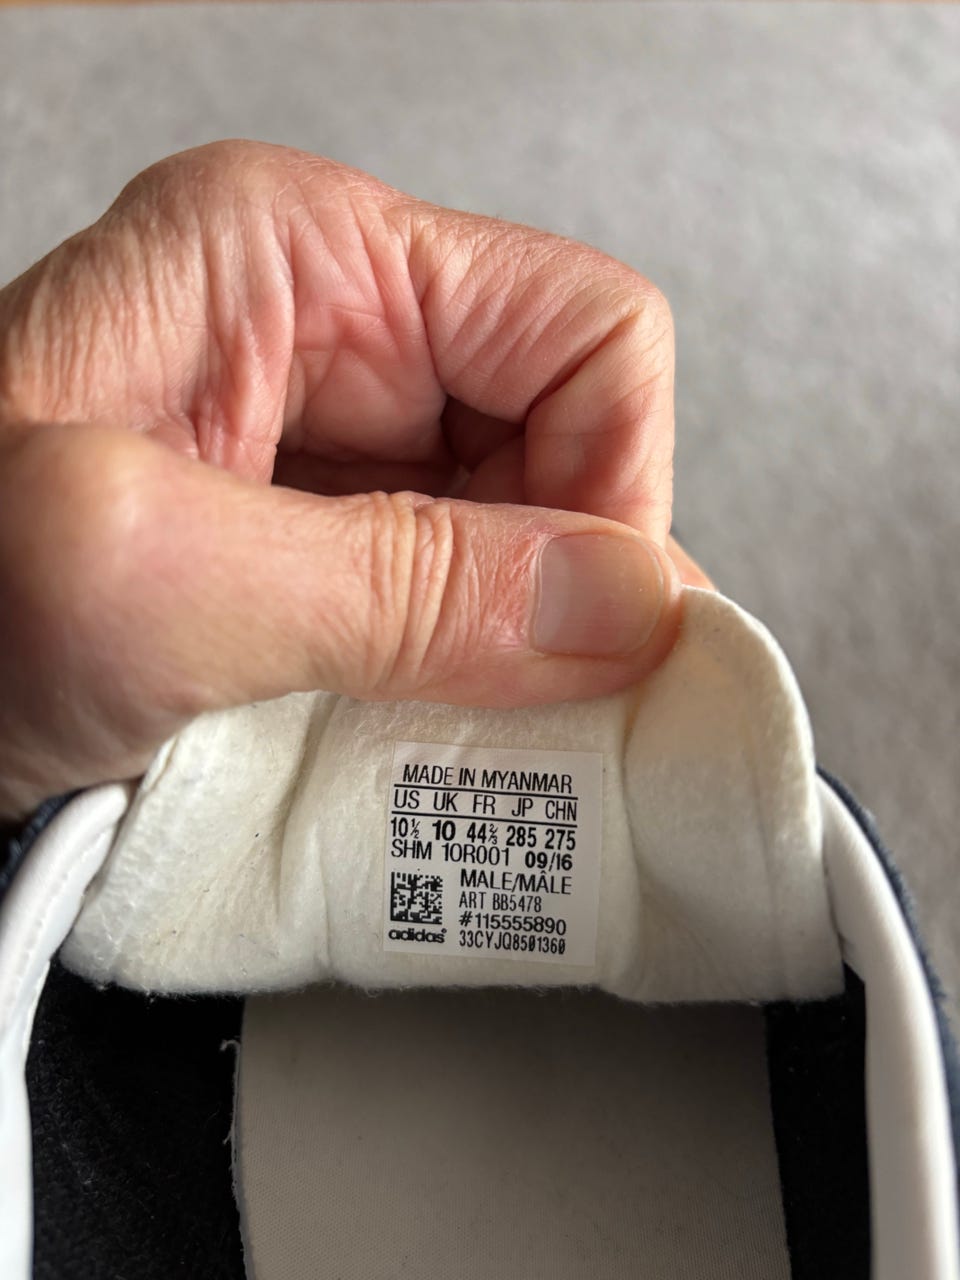 MADE IN MYANMAR
US UK FR JP CHN
10½ 10 44⅔ 285 275
SHM 10R001 09/16
MALE/MÂLE
ART BB5478
#115555890
adidas® 33CYJQ8501360